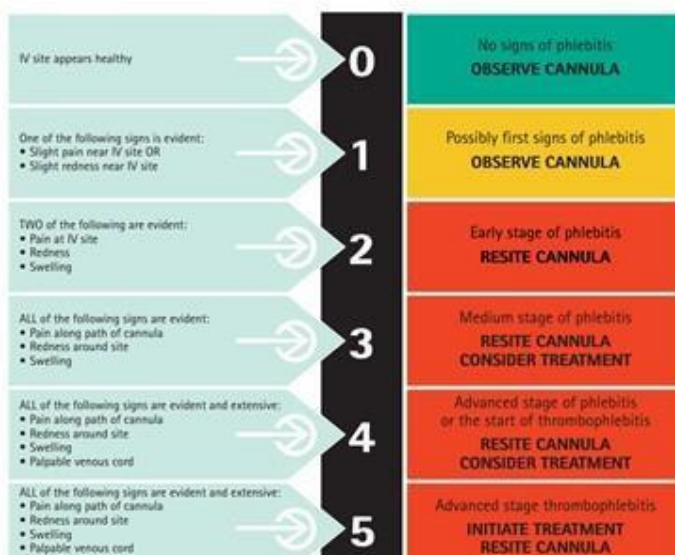 IV site appears healthy
0
No signs of phlebitis
OBSERVE CANNULA
One of the following signs is evident:
• Slight pain near IV site OR
• Slight redness near IV site
1
Possibly first signs of phlebitis
OBSERVE CANNULA
TWO of the following are evident:
• Pain at IV site
• Redness
• Swelling
2
Early stage of phlebitis
RESITE CANNULA
ALL of the following signs are evident:
• Pain along path of cannula
• Redness around site
• Swelling
3
Medium stage of phlebitis
RESITE CANNULA
CONSIDER TREATMENT
ALL of the following signs are evident and extensive:
• Pain along path of cannula
• Redness around site
• Swelling
• Palpable venous cord
4
Advanced stage of phlebitis
or the start of thrombophlebitis
RESITE CANNULA
CONSIDER TREATMENT
ALL of the following signs are evident and extensive:
• Pain along path of cannula
• Redness around site
• Swelling
• Palpable venous cord
5
Advanced stage thrombophlebitis
INITIATE TREATMENT
RESITE CANNULA